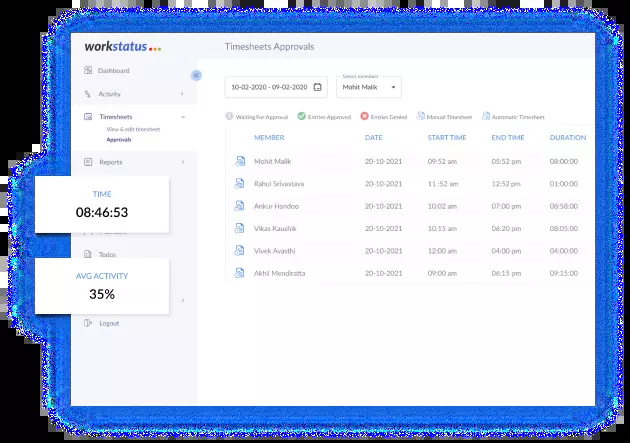 workstatus
Timesheets Approvals
Dashboard
Activity
Timesheets
View & edit timesheet
Approvals
Reports
TIME
08:46:53
Todos
AVG ACTIVITY
35%
Logout
10-02-2020 - 09-02-2020
Select members
Mohit Malik
Waiting For Approval Entries Approved Entries Denied Manual Timesheet Automatic Timesheet
MEMBER DATE START TIME END TIME DURATION
Mohit Malik 20-10-2021 09:52 am 05:52 pm 08:00:00
Rahul Srivastava 20-10-2021 11 :52 am 12:52 pm 01:00:00
Ankur Handoo 20-10-2021 10:02 am 07:00 pm 08:58:00
Vikas Kaushik 20-10-2021 10:15 am 06:20 pm 08:05:00
Vivek Avasthi 20-10-2021 12:00 am 04:00 pm 04:00:00
Akhil Mendiratta 20-10-2021 09:00 am 06:15 pm 09:15:00